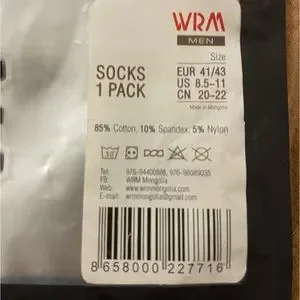 WRM
MEN
Size
SOCKS
1 PACK
EUR 41/43
US 8.5-11
CN 20-22
Made in Mongolia
85% Cotton, 10% Spandex, 5% Nylon
Tel: 976-94400886, 976-98089035
FB: WRM Mongolia
Web: www.wrmmongolia.com
E-mail: wrmmongolia@gmail.com
8 658000 227716